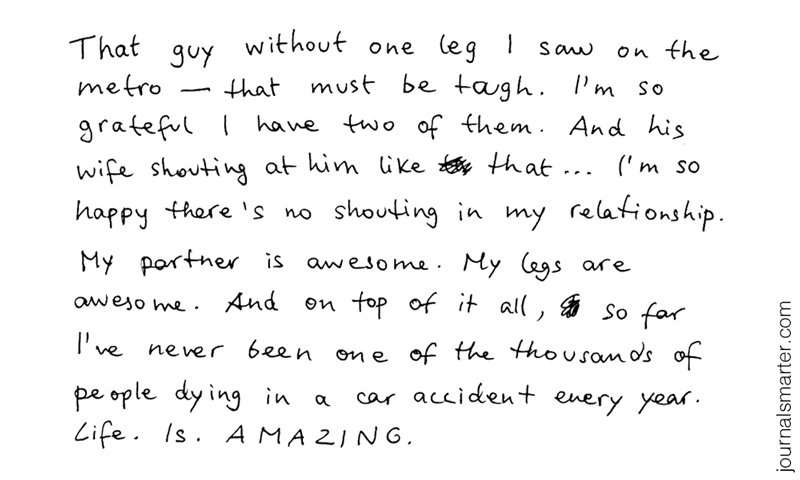 That guy without one leg I saw on the
metro — that must be tough. I'm so
grateful I have two of them. And his
wife shouting at him like that... I'm so
happy there's no shouting in my relationship.
My partner is awesome. My legs are
awesome. And on top of it all, so far
I've never been one of the thousands of
people dying in a car accident every year.
Life. Is. AMAZING.
journalsmarter.com